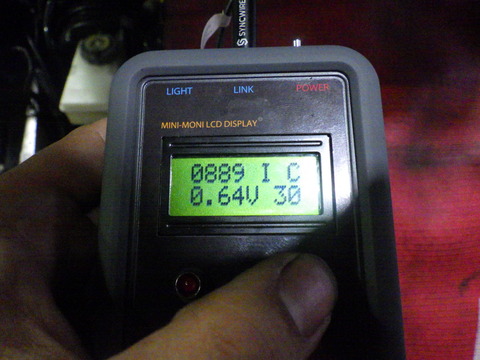 SYNCWIRE
LIGHT LINK POWER
MINI-MONI LCD DISPLAY®
0889 I C
0.64V 30